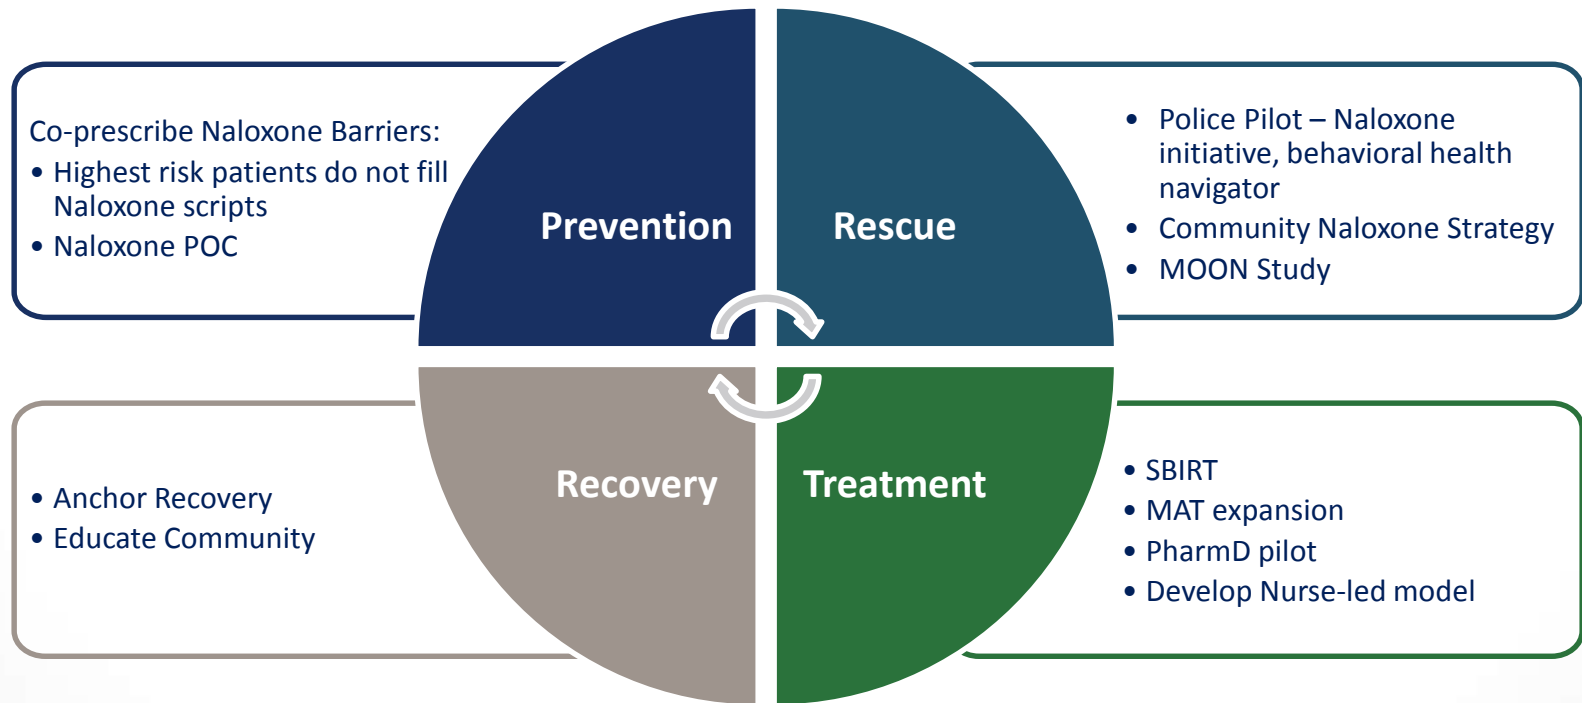 Co-prescribe Naloxone Barriers:
• Highest risk patients do not fill
Naloxone scripts
• Naloxone POC
Prevention
Rescue
• Police Pilot – Naloxone
initiative, behavioral health
navigator
• Community Naloxone Strategy
• MOON Study
• Anchor Recovery
• Educate Community
Recovery
Treatment
• SBIRT
• MAT expansion
• PharmD pilot
• Develop Nurse-led model